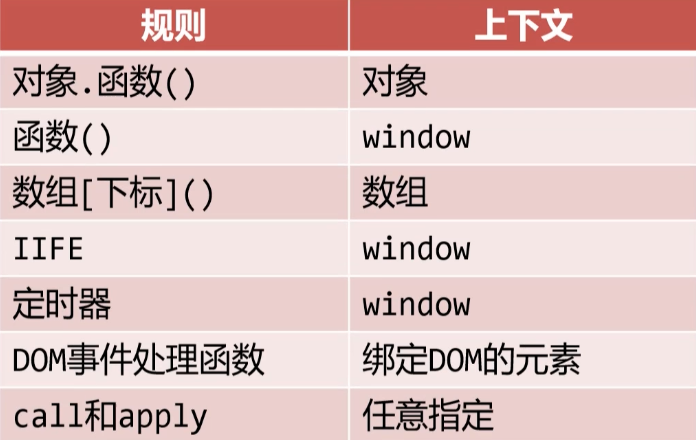 规则 上下文
对象.函数() 对象
函数() window
数组[下标]() 数组
IIFE window
定时器 window
DOM事件处理函数 绑定DOM的元素
call和apply 任意指定